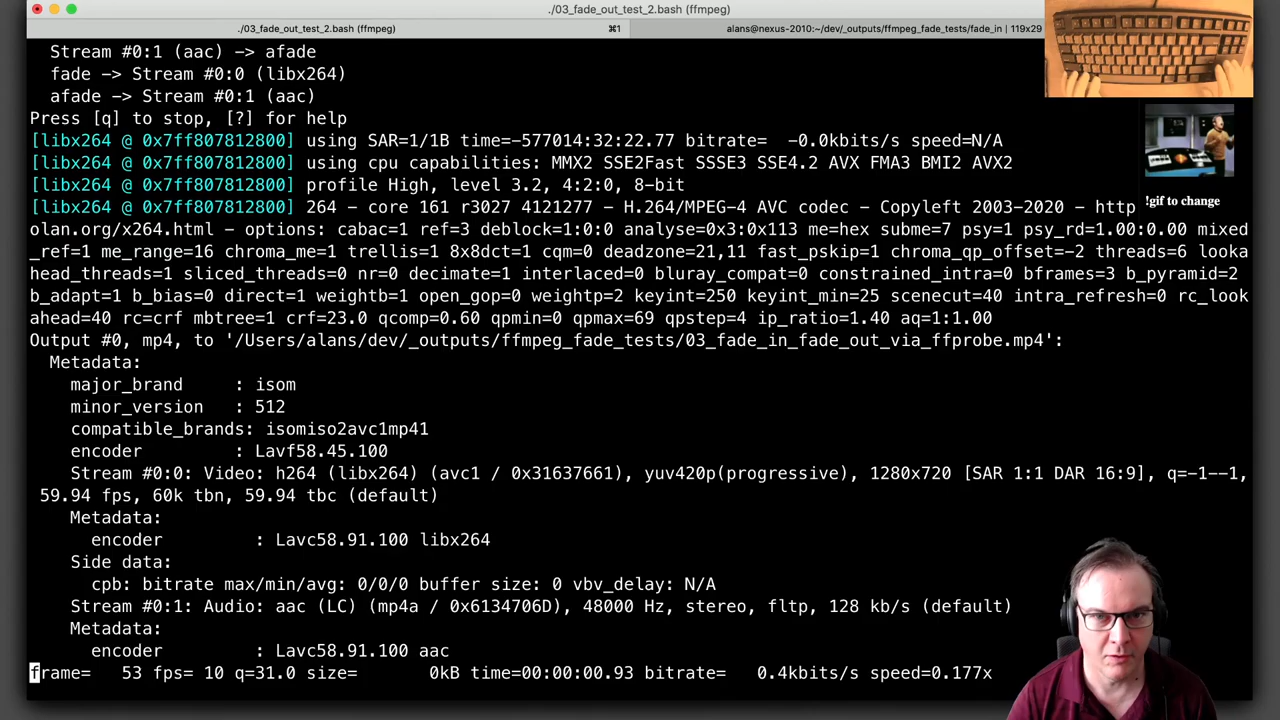 ./03_fade_out_test_2.bash (ffmpeg)
./03_fade_out_test_2.bash (ffmpeg) ⌘1 alans@nexus-2010:~/dev/_outputs/ffmpeg_fade_tests/fade_in | 119x29
Stream #0:1 (aac) -> afade
fade -> Stream #0:0 (libx264)
afade -> Stream #0:1 (aac)
Press [q] to stop, [?] for help
[libx264 @ 0x7ff807812800] using SAR=1/1B time=-577014:32:22.77 bitrate=  -0.0kbits/s speed=N/A
[libx264 @ 0x7ff807812800] using cpu capabilities: MMX2 SSE2Fast SSSE3 SSE4.2 AVX FMA3 BMI2 AVX2
[libx264 @ 0x7ff807812800] profile High, level 3.2, 4:2:0, 8-bit
!gif to change
[libx264 @ 0x7ff807812800] 264 - core 161 r3027 4121277 - H.264/MPEG-4 AVC codec - Copyleft 2003-2020 - http
olan.org/x264.html - options: cabac=1 ref=3 deblock=1:0:0 analyse=0x3:0x113 me=hex subme=7 psy=1 psy_rd=1.00:0.00 mixed
_ref=1 me_range=16 chroma_me=1 trellis=1 8x8dct=1 cqm=0 deadzone=21,11 fast_pskip=1 chroma_qp_offset=-2 threads=6 looka
head_threads=1 sliced_threads=0 nr=0 decimate=1 interlaced=0 bluray_compat=0 constrained_intra=0 bframes=3 b_pyramid=2
b_adapt=1 b_bias=0 direct=1 weightb=1 open_gop=0 weightp=2 keyint=250 keyint_min=25 scenecut=40 intra_refresh=0 rc_look
ahead=40 rc=crf mbtree=1 crf=23.0 qcomp=0.60 qpmin=0 qpmax=69 qpstep=4 ip_ratio=1.40 aq=1:1.00
Output #0, mp4, to '/Users/alans/dev/_outputs/ffmpeg_fade_tests/03_fade_in_fade_out_via_ffprobe.mp4':
Metadata:
major_brand     : isom
minor_version   : 512
compatible_brands: isomiso2avc1mp41
encoder         : Lavf58.45.100
Stream #0:0: Video: h264 (libx264) (avc1 / 0x31637661), yuv420p(progressive), 1280x720 [SAR 1:1 DAR 16:9], q=-1--1,
59.94 fps, 60k tbn, 59.94 tbc (default)
Metadata:
encoder         : Lavc58.91.100 libx264
Side data:
cpb: bitrate max/min/avg: 0/0/0 buffer size: 0 vbv_delay: N/A
Stream #0:1: Audio: aac (LC) (mp4a / 0x6134706D), 48000 Hz, stereo, fltp, 128 kb/s (default)
Metadata:
encoder         : Lavc58.91.100 aac
frame=   53 fps= 10 q=31.0 size=       0kB time=00:00:00.93 bitrate=   0.4kbits/s speed=0.177x